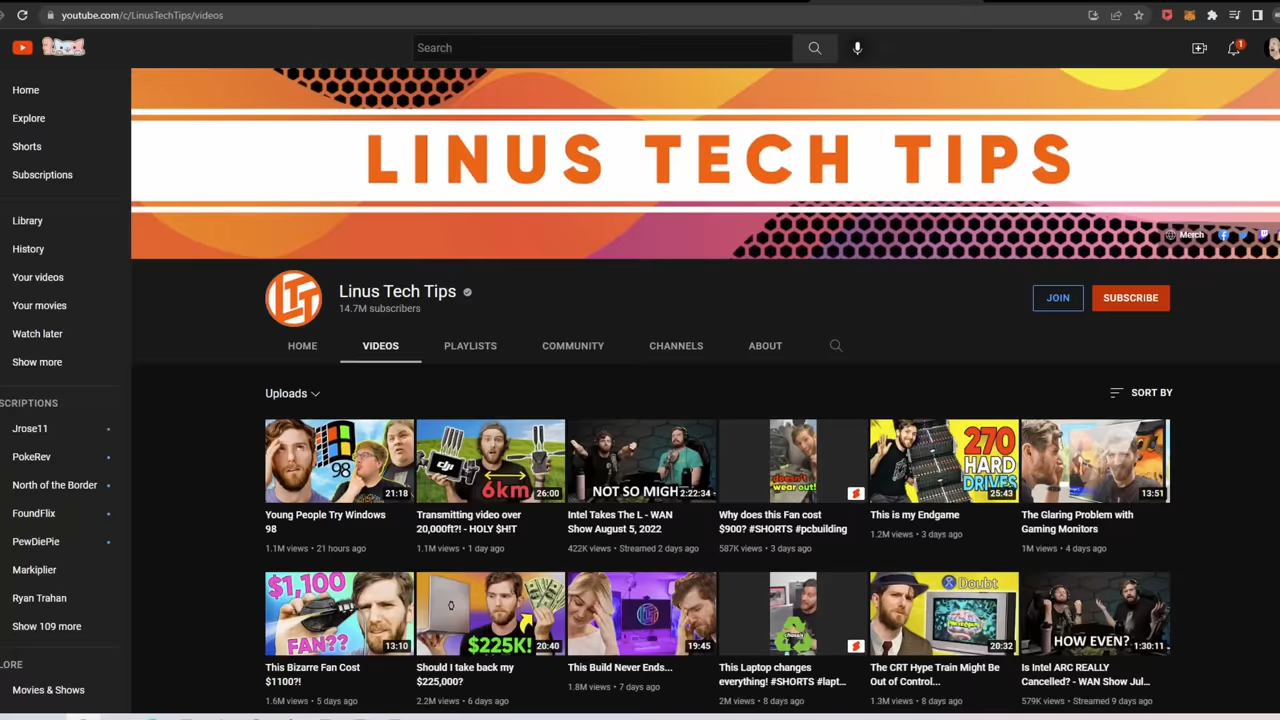 youtube.com/c/LinusTechTips/videos
Search
1
Home
Explore
Shorts
Subscriptions
Library
History
Your videos
Your movies
Watch later
Show more
SCRIPTIONS
Jrose11
PokeRev
North of the Border
FoundFlix
PewDiePie
Markiplier
Ryan Trahan
Show 109 more
LORE
Movies & Shows
LINUS TECH TIPS
Merch
LTT
Linus Tech Tips
14.7M subscribers
JOIN
SUBSCRIBE
HOME
VIDEOS
PLAYLISTS
COMMUNITY
CHANNELS
ABOUT
Uploads
SORT BY
98
21:18
Young People Try Windows
98
1.1M views • 21 hours ago
dji
6km
26:00
Transmitting video over
20,000ft?! - HOLY $H!T
1.1M views • 1 day ago
NOT SO MIGH
2:22:34
Intel Takes The L - WAN
Show August 5, 2022
422K views • Streamed 2 days ago
doesn't
wear out!
Why does this Fan cost
$900? #SHORTS #pcbuilding
587K views • 3 days ago
270
HARD
DRIVES
25:43
This is my Endgame
1.2M views • 3 days ago
13:51
The Glaring Problem with
Gaming Monitors
1M views • 4 days ago
$1,100
FAN??
13:10
This Bizarre Fan Cost
$1100?!
1.6M views • 5 days ago
$225K!
20:40
Should I take back my
$225,000?
2.2M views • 6 days ago
19:45
This Build Never Ends...
1.8M views • 7 days ago
This Laptop changes
everything! #SHORTS #lapt...
2M views • 8 days ago
Doubt
20:32
The CRT Hype Train Might Be
Out of Control...
1.3M views • 8 days ago
HOW EVEN?
1:30:11
Is Intel ARC REALLY
Cancelled? - WAN Show Jul...
579K views • Streamed 9 days ago